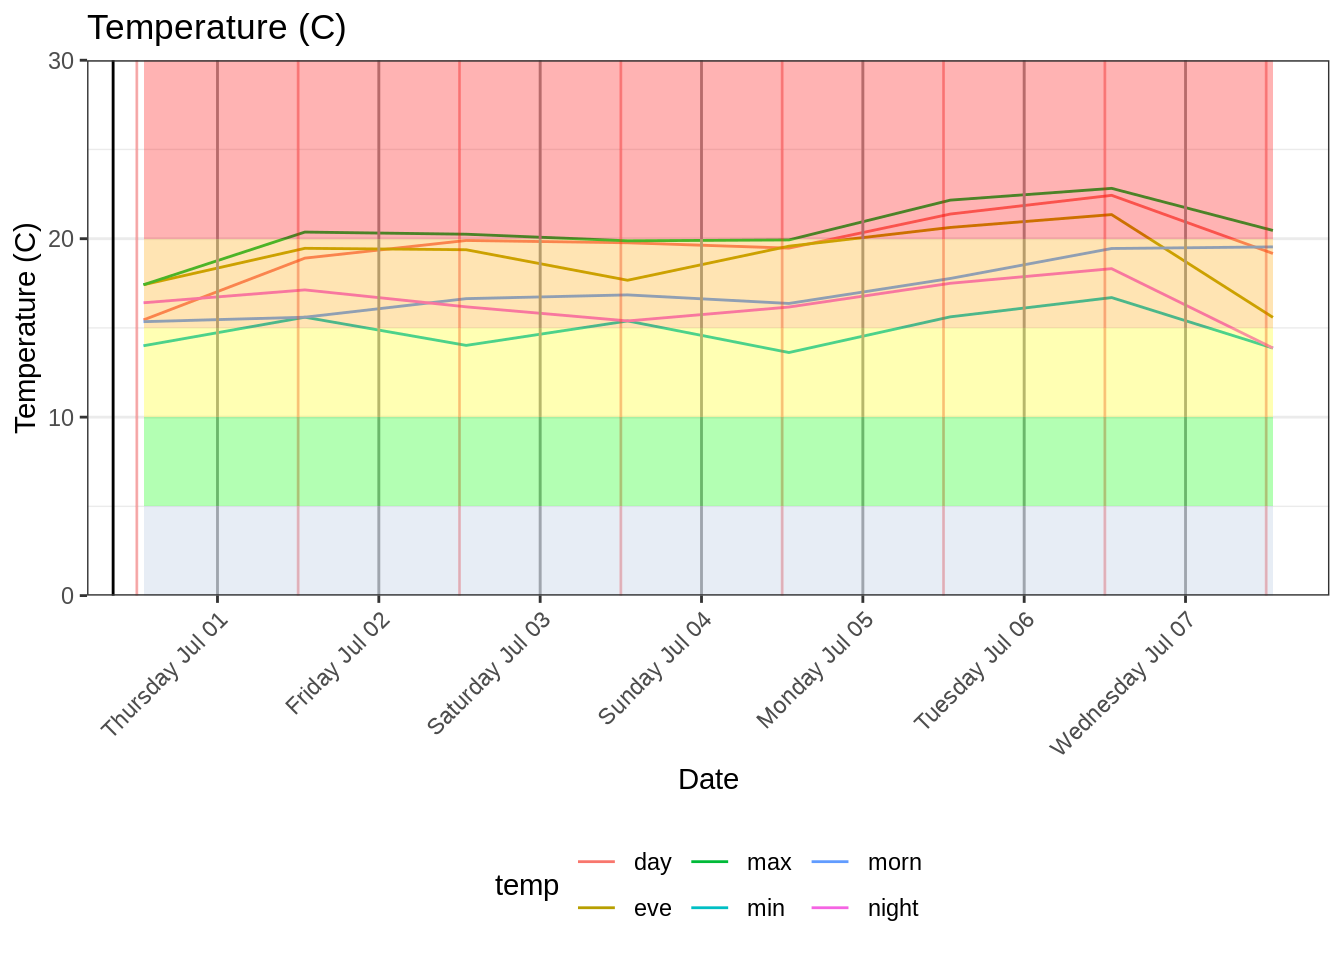 Temperature (C)
30
20
10
0
Temperature (C)
Thursday Jul 01
Friday Jul 02
Saturday Jul 03
Sunday Jul 04
Monday Jul 05
Tuesday Jul 06
Wednesday Jul 07
Date
temp
day
max
morn
eve
min
night